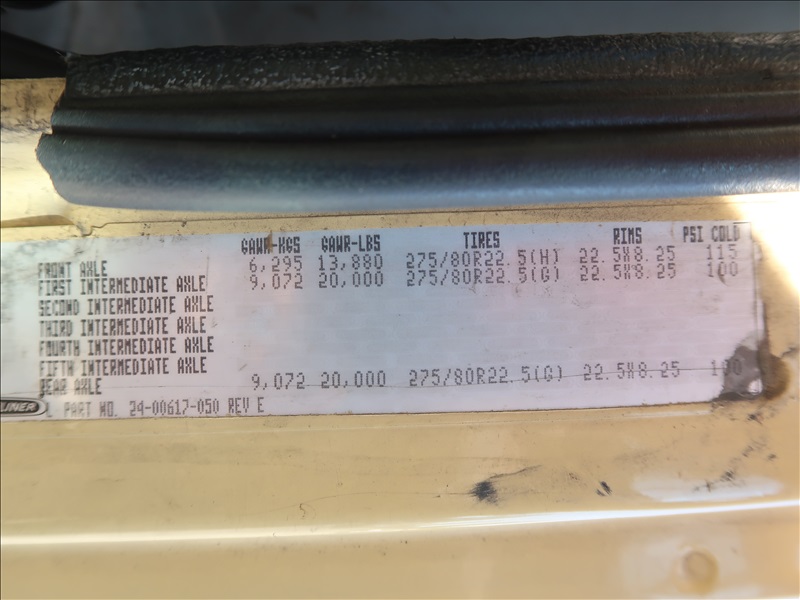 GAWR-KGS GAWR-LBS TIRES RIMS PSI COLD
FRONT AXLE 6,295 13,880 275/80R22.5(H) 22.5X8.25 115
FIRST INTERMEDIATE AXLE 9,072 20,000 275/80R22.5(G) 22.5X8.25 100
SECOND INTERMEDIATE AXLE
THIRD INTERMEDIATE AXLE
FOURTH INTERMEDIATE AXLE
FIFTH INTERMEDIATE AXLE
REAR AXLE 9,072 20,000 275/80R22.5(G) 22.5X8.25 100
LINER PART NO. 24-00617-050 REV E